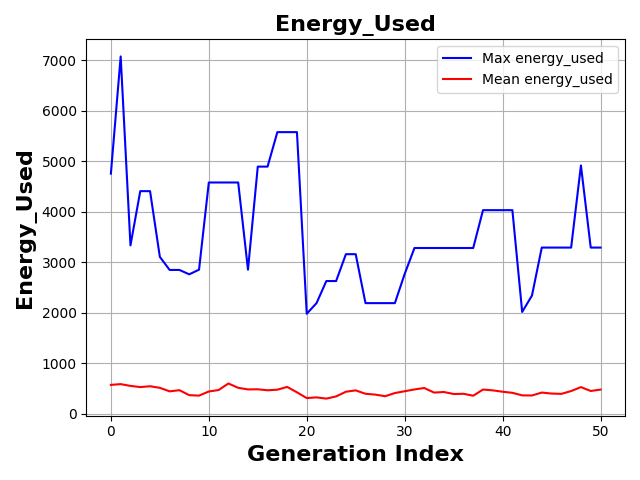 Energy_Used
Max energy_used
Mean energy_used
Energy_Used
7000
6000
5000
4000
3000
2000
1000
0
0 10 20 30 40 50
Generation Index